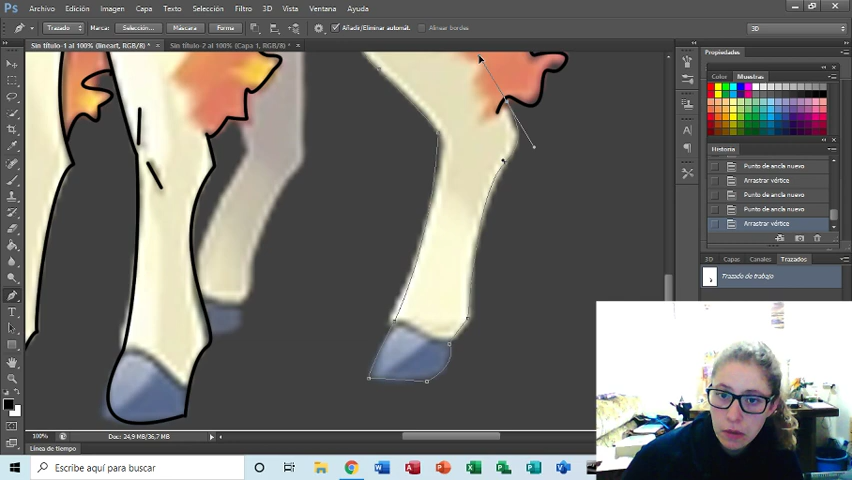 Ps Archivo Edición Imagen Capa Texto Selección Filtro 3D Vista Ventana Ayuda
Trazado Marca: Selección... Máscara Forma Añadir/Eliminar automát. Alinear bordes 3D
Sin título-1 al 100% (lineart, RGB/8) * × Sin título-2 al 100% (Capa 1, RGB/8) * ×
Propiedades
Color Muestras
Historia
Punto de ancla nuevo
Arrastrar vértice
Punto de ancla nuevo
Punto de ancla nuevo
Arrastrar vértice
3D Capas Canales Trazados
Trazado de trabajo
100% Doc: 24,9 MB/36,7 MB
Línea de tiempo
Escribe aquí para buscar